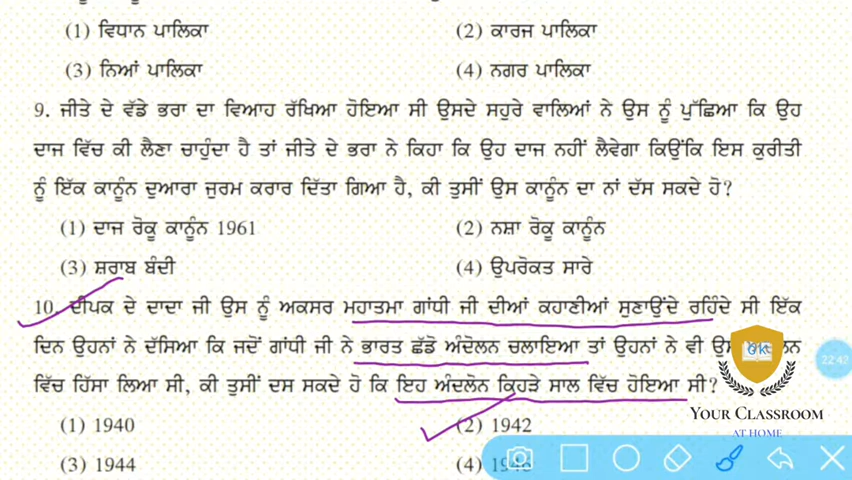 (1) ਵਿਧਾਨ ਪਾਲਿਕਾ (2) ਕਾਰਜ ਪਾਲਿਕਾ
(3) ਨਿਆਂ ਪਾਲਿਕਾ (4) ਨਗਰ ਪਾਲਿਕਾ
9. ਜੀਤੇ ਦੇ ਵੱਡੇ ਭਰਾ ਦਾ ਵਿਆਹ ਰੱਖਿਆ ਹੋਇਆ ਸੀ ਉਸਦੇ ਸਹੁਰੇ ਵਾਲਿਆਂ ਨੇ ਉਸ ਨੂੰ ਪੁੱਛਿਆ ਕਿ ਉਹ
ਦਾਜ ਵਿੱਚ ਕੀ ਲੈਣਾ ਚਾਹੁੰਦਾ ਹੈ ਤਾਂ ਜੀਤੇ ਦੇ ਭਰਾ ਨੇ ਕਿਹਾ ਕਿ ਉਹ ਦਾਜ ਨਹੀਂ ਲੈਵੇਗਾ ਕਿਉਂਕਿ ਇਸ ਕੁਰੀਤੀ
ਨੂੰ ਇੱਕ ਕਾਨੂੰਨ ਦੁਆਰਾ ਜੁਰਮ ਕਰਾਰ ਦਿੱਤਾ ਗਿਆ ਹੈ, ਕੀ ਤੁਸੀਂ ਉਸ ਕਾਨੂੰਨ ਦਾ ਨਾਂ ਦੱਸ ਸਕਦੇ ਹੋ?
(1) ਦਾਜ ਰੋਕੂ ਕਾਨੂੰਨ 1961 (2) ਨਸ਼ਾ ਰੋਕੂ ਕਾਨੂੰਨ
(3) ਸ਼ਰਾਬ ਬੰਦੀ (4) ਉਪਰੋਕਤ ਸਾਰੇ
10. ਦੀਪਕ ਦੇ ਦਾਦਾ ਜੀ ਉਸ ਨੂੰ ਅਕਸਰ ਮਹਾਤਮਾ ਗਾਂਧੀ ਜੀ ਦੀਆਂ ਕਹਾਣੀਆਂ ਸੁਣਾਉਂਦੇ ਰਹਿੰਦੇ ਸੀ ਇੱਕ
ਦਿਨ ਉਹਨਾਂ ਨੇ ਦੱਸਿਆ ਕਿ ਜਦੋਂ ਗਾਂਧੀ ਜੀ ਨੇ ਭਾਰਤ ਛੱਡੋ ਅੰਦੋਲਨ ਚਲਾਇਆ ਤਾਂ ਉਹਨਾਂ ਨੇ ਵੀ
ਵਿੱਚ ਹਿੱਸਾ ਲਿਆ ਸੀ, ਕੀ ਤੁਸੀਂ ਦਸ ਸਕਦੇ ਹੋ ਕਿ ਇਹ ਅੰਦਲੋਨ ਕਿਹੜੇ ਸਾਲ ਵਿੱਚ ਹੋਇਆ ਸੀ?
(1) 1940 (2) 1942
(3) 1944 (4)
22:42
YOUR CLASSROOM
AT HOME